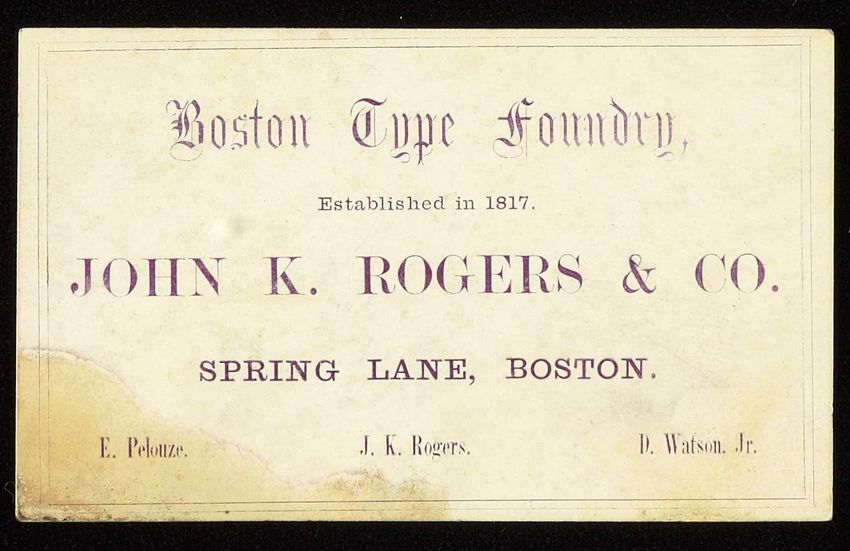 Boston Type Foundry,
Established in 1817.
JOHN K. ROGERS & CO.
SPRING LANE, BOSTON.
E. Pelouze. J. K. Rogers. D. Watson, Jr.